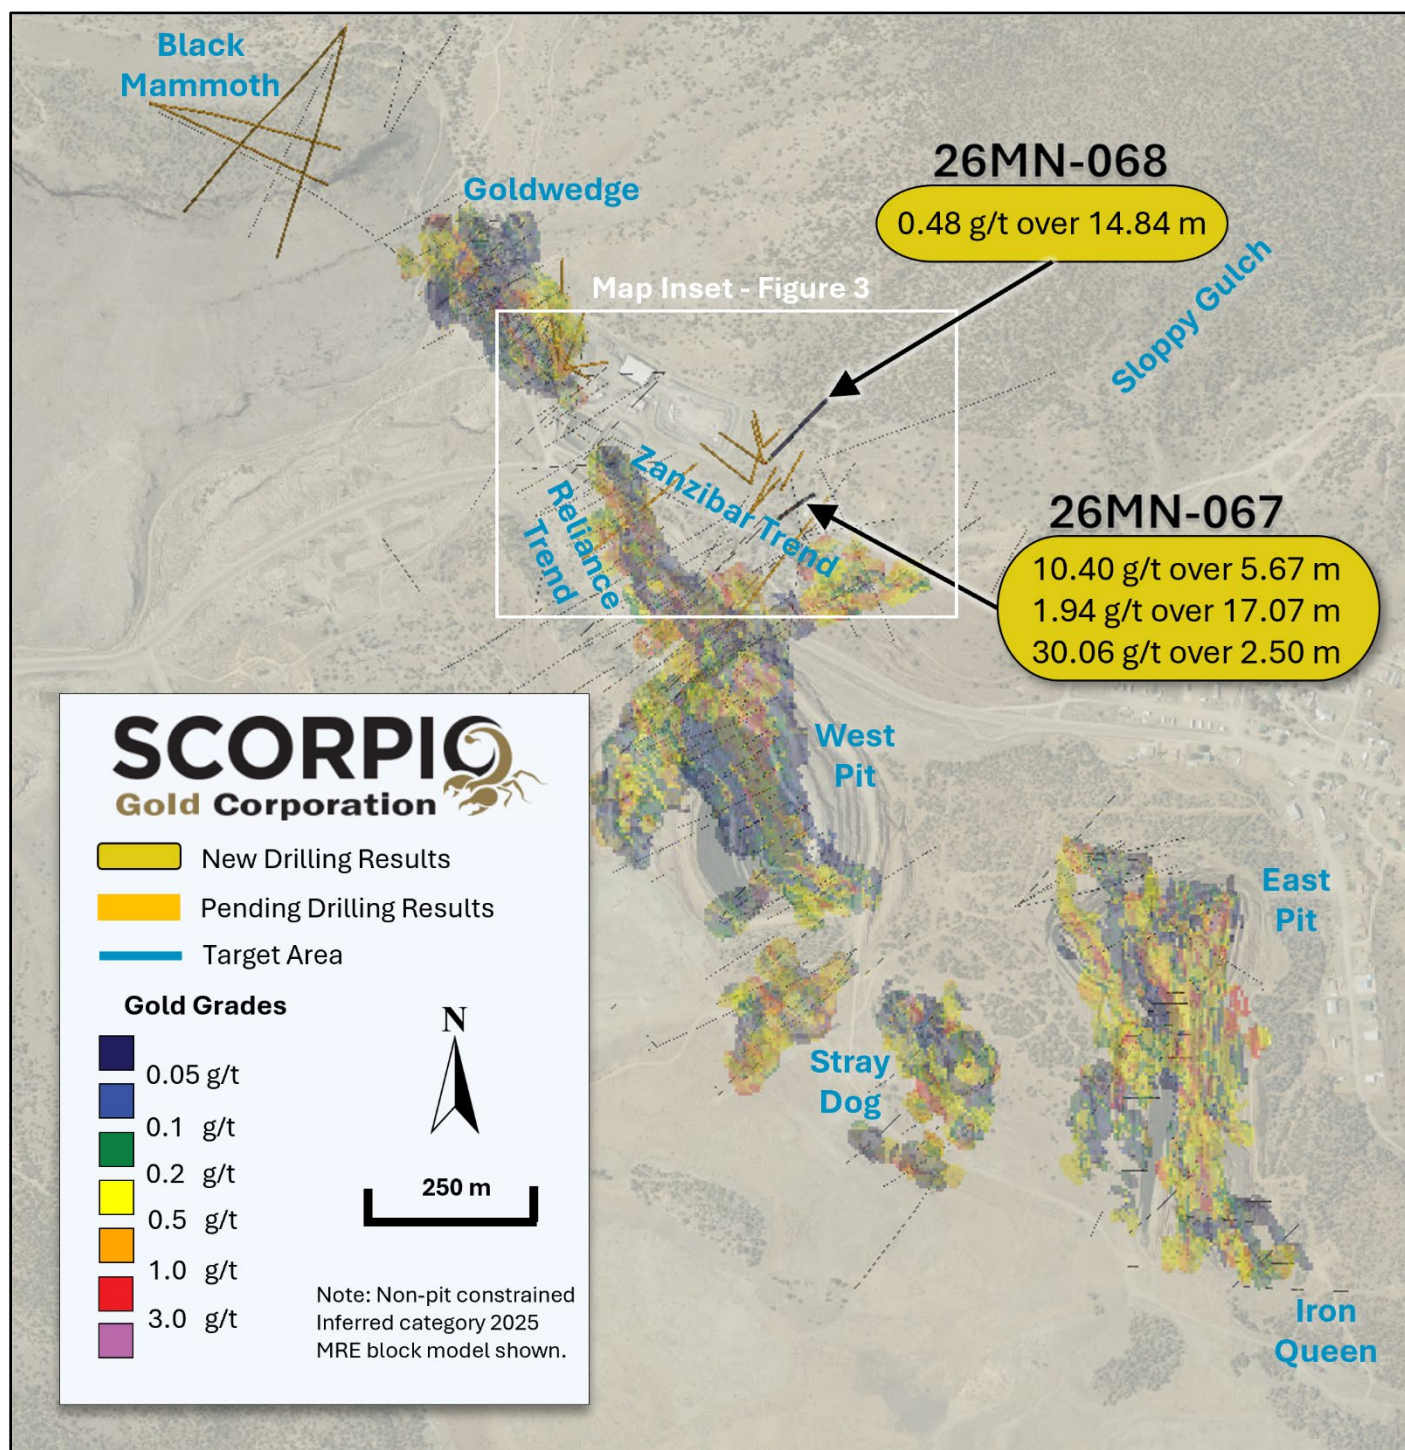 Black
Mammoth
Goldwedge
26MN-068
0.48 g/t over 14.84 m
Sloppy Gulch
Map Inset - Figure 3
Zanzibar Trend
Reliance
Trend
26MN-067
10.40 g/t over 5.67 m
1.94 g/t over 17.07 m
30.06 g/t over 2.50 m
West
Pit
East
Pit
Stray
Dog
Iron
Queen
SCORPIO
Gold Corporation
New Drilling Results
Pending Drilling Results
Target Area
Gold Grades
0.05 g/t
0.1 g/t
0.2 g/t
0.5 g/t
1.0 g/t
3.0 g/t
N
250 m
Note: Non-pit constrained
Inferred category 2025
MRE block model shown.